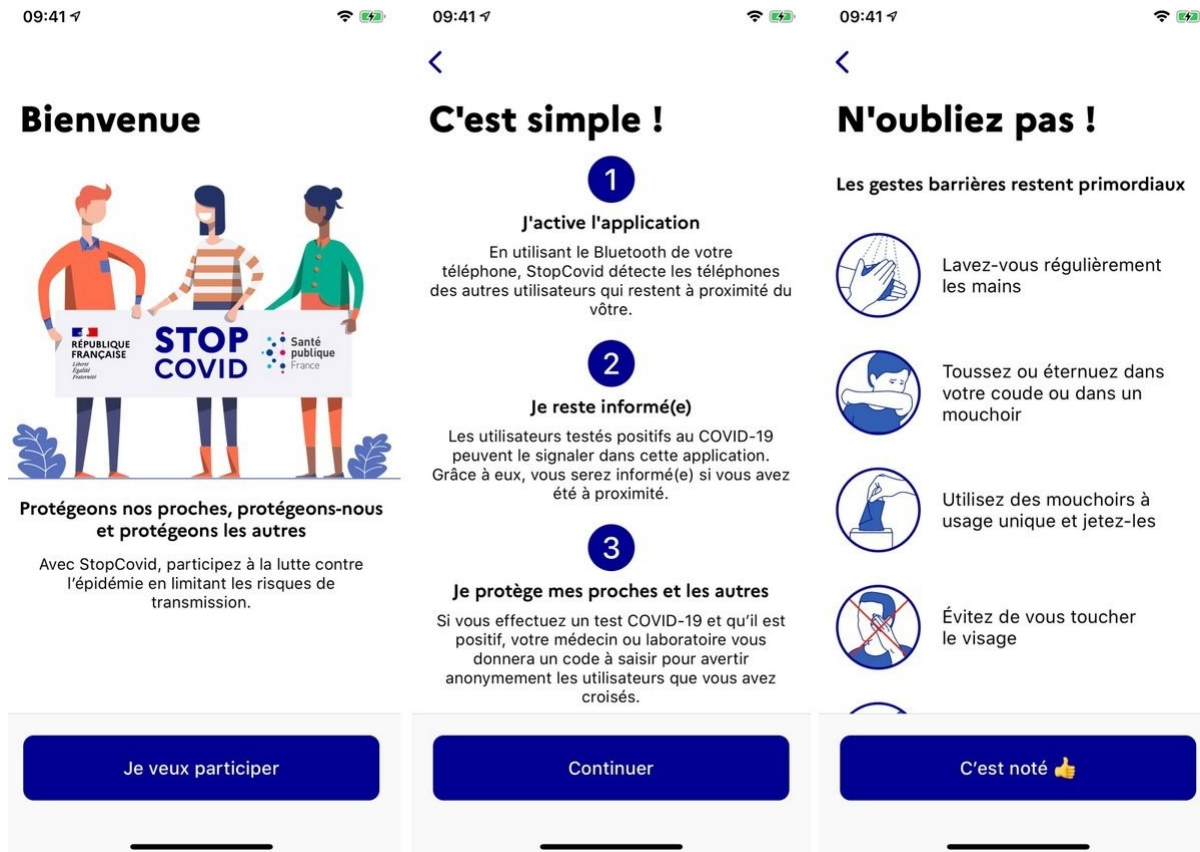 09:41
Bienvenue
RÉPUBLIQUE
FRANÇAISE
Liberté
Égalité
Fraternité
STOP
COVID
Santé
publique
France
Protégeons nos proches, protégeons-nous
et protégeons les autres
Avec StopCovid, participez à la lutte contre
l'épidémie en limitant les risques de
transmission.
Je veux participer
09:41
C'est simple !
1
J'active l'application
En utilisant le Bluetooth de votre
téléphone, StopCovid détecte les téléphones
des autres utilisateurs qui restent à proximité du
vôtre.
2
Je reste informé(e)
Les utilisateurs testés positifs au COVID-19
peuvent le signaler dans cette application.
Grâce à eux, vous serez informé(e) si vous avez
été à proximité.
3
Je protège mes proches et les autres
Si vous effectuez un test COVID-19 et qu'il est
positif, votre médecin ou laboratoire vous
donnera un code à saisir pour avertir
anonymement les utilisateurs que vous avez
croisés.
Continuer
09:41
N'oubliez pas !
Les gestes barrières restent primordiaux
Lavez-vous régulièrement
les mains
Toussez ou éternuez dans
votre coude ou dans un
mouchoir
Utilisez des mouchoirs à
usage unique et jetez-les
Évitez de vous toucher
le visage
C'est noté 👍